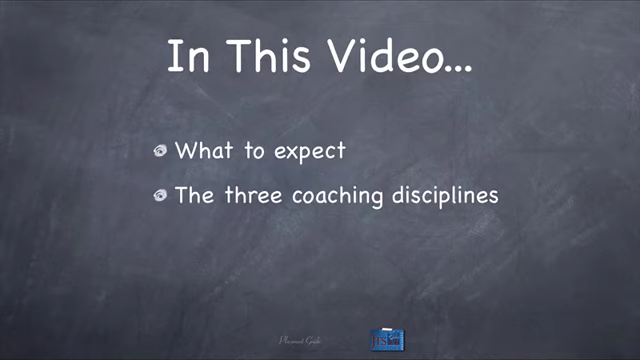 In This Video...
What to expect
The three coaching disciplines